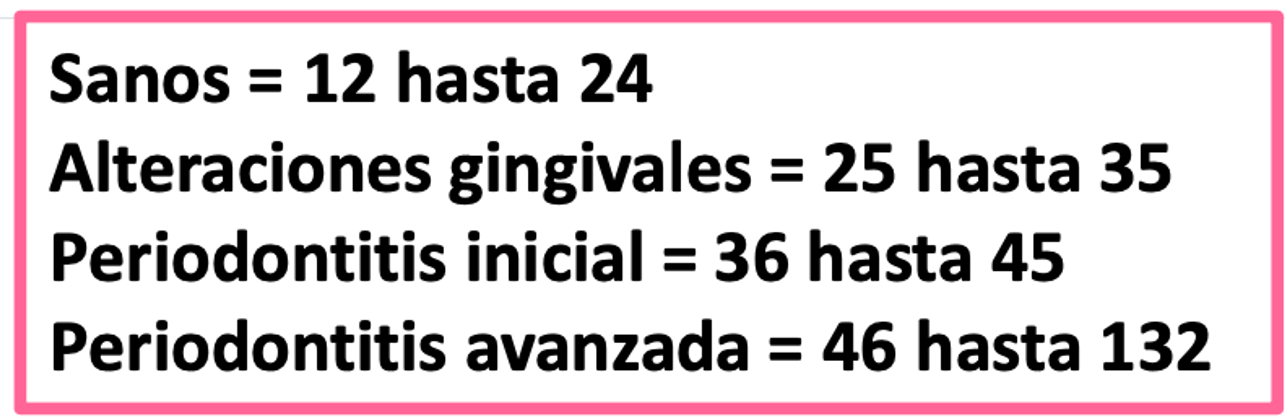 Sanos = 12 hasta 24
Alteraciones gingivales = 25 hasta 35
Periodontitis inicial = 36 hasta 45
Periodontitis avanzada = 46 hasta 132